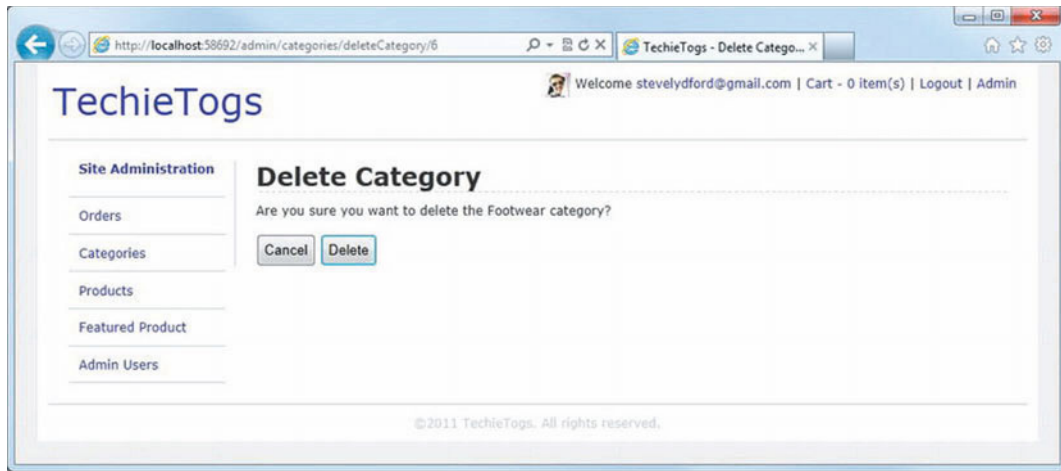 http://localhost:58692/admin/categories/deleteCategory/6
TechieTogs - Delete Catego...
TechieTogs
Welcome stevelydford@gmail.com | Cart - 0 item(s) | Logout | Admin
Site Administration
Orders
Categories
Products
Featured Product
Admin Users
Delete Category
Are you sure you want to delete the Footwear category?
Cancel Delete
©2011 TechieTogs. All rights reserved.